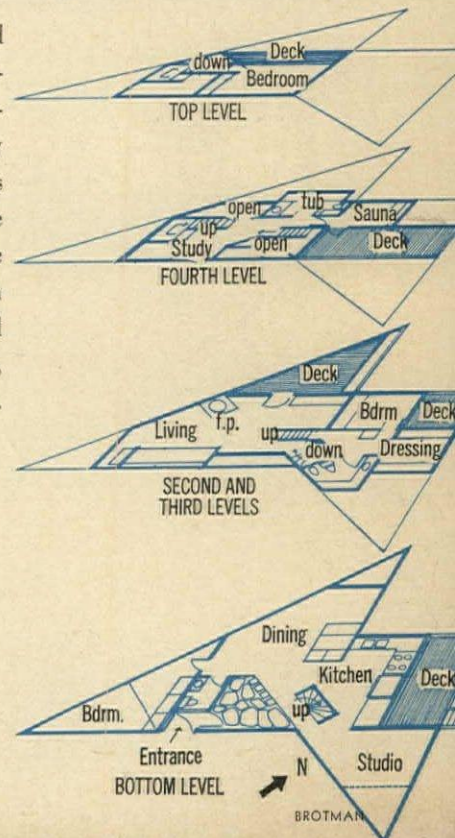 down Deck
Bedroom
TOP LEVEL
open tub
up Sauna
Study open Deck
FOURTH LEVEL
Deck
Living f.p. up Bdrm Deck
down Dressing
SECOND AND
THIRD LEVELS
Dining
Kitchen Deck
Bdrm. up
Entrance Studio
BOTTOM LEVEL N
BROTMAN